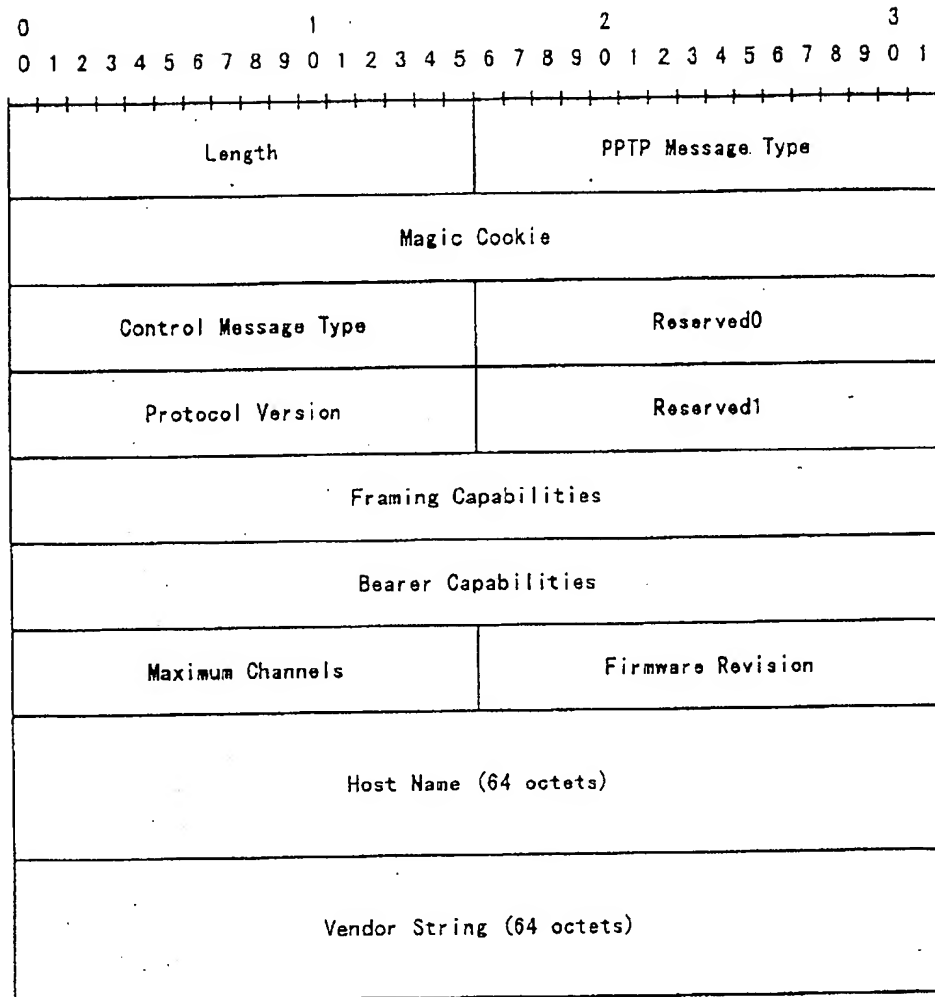 0 1 2 3
0 1 2 3 4 5 6 7 8 9 0 1 2 3 4 5 6 7 8 9 0 1 2 3 4 5 6 7 8 9 0 1
Length PPTP Message Type
Magic Cookie
Control Message Type Reserved0
Protocol Version Reserved1
Framing Capabilities
Bearer Capabilities
Maximum Channels Firmware Revision
Host Name (64 octets)
Vendor String (64 octets)